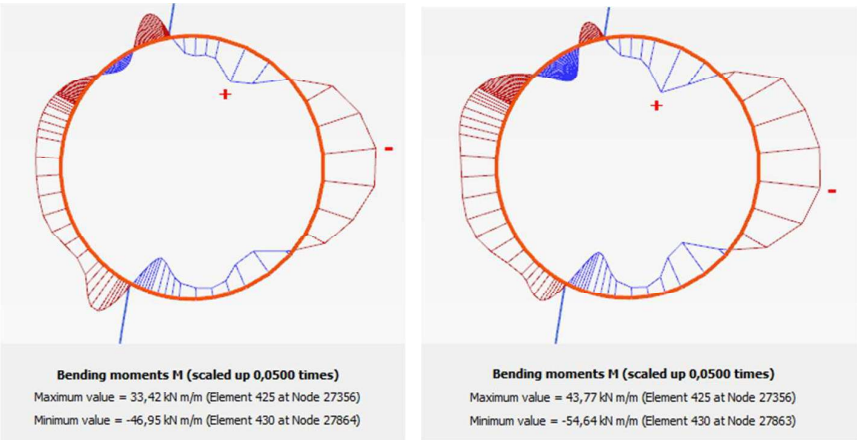 +
-
Bending moments M (scaled up 0,0500 times)
Maximum value = 33,42 kN m/m (Element 425 at Node 27356)
Minimum value = -46,95 kN m/m (Element 430 at Node 27864)
+
-
Bending moments M (scaled up 0,0500 times)
Maximum value = 43,77 kN m/m (Element 425 at Node 27356)
Minimum value = -54,64 kN m/m (Element 430 at Node 27863)